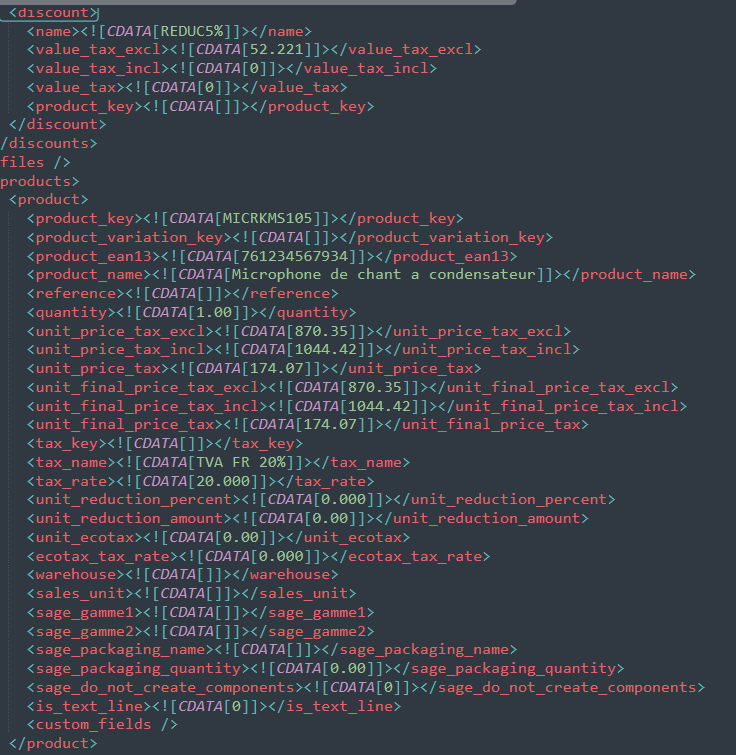 <discount>
<name><![CDATA[REDUC5%]]></name>
<value_tax_excl><![CDATA[52.221]]></value_tax_excl>
<value_tax_incl><![CDATA[0]]></value_tax_incl>
<value_tax><![CDATA[0]]></value_tax>
<product_key><![CDATA[]]></product_key>
</discount>
/discounts>
files />
products>
<product>
<product_key><![CDATA[MICRKMS105]]></product_key>
<product_variation_key><![CDATA[]]></product_variation_key>
<product_ean13><![CDATA[761234567934]]></product_ean13>
<product_name><![CDATA[Microphone de chant a condensateur]]></product_name>
<reference><![CDATA[]]></reference>
<quantity><![CDATA[1.00]]></quantity>
<unit_price_tax_excl><![CDATA[870.35]]></unit_price_tax_excl>
<unit_price_tax_incl><![CDATA[1044.42]]></unit_price_tax_incl>
<unit_price_tax><![CDATA[174.07]]></unit_price_tax>
<unit_final_price_tax_excl><![CDATA[870.35]]></unit_final_price_tax_excl>
<unit_final_price_tax_incl><![CDATA[1044.42]]></unit_final_price_tax_incl>
<unit_final_price_tax><![CDATA[174.07]]></unit_final_price_tax>
<tax_key><![CDATA[]]></tax_key>
<tax_name><![CDATA[TVA FR 20%]]></tax_name>
<tax_rate><![CDATA[20.000]]></tax_rate>
<unit_reduction_percent><![CDATA[0.000]]></unit_reduction_percent>
<unit_reduction_amount><![CDATA[0.00]]></unit_reduction_amount>
<unit_ecotax><![CDATA[0.00]]></unit_ecotax>
<ecotax_tax_rate><![CDATA[0.000]]></ecotax_tax_rate>
<warehouse><![CDATA[]]></warehouse>
<sales_unit><![CDATA[]]></sales_unit>
<sage_gamme1><![CDATA[]]></sage_gamme1>
<sage_gamme2><![CDATA[]]></sage_gamme2>
<sage_packaging_name><![CDATA[]]></sage_packaging_name>
<sage_packaging_quantity><![CDATA[0.00]]></sage_packaging_quantity>
<sage_do_not_create_components><![CDATA[0]]></sage_do_not_create_components>
<is_text_line><![CDATA[0]]></is_text_line>
<custom_fields />
</product>